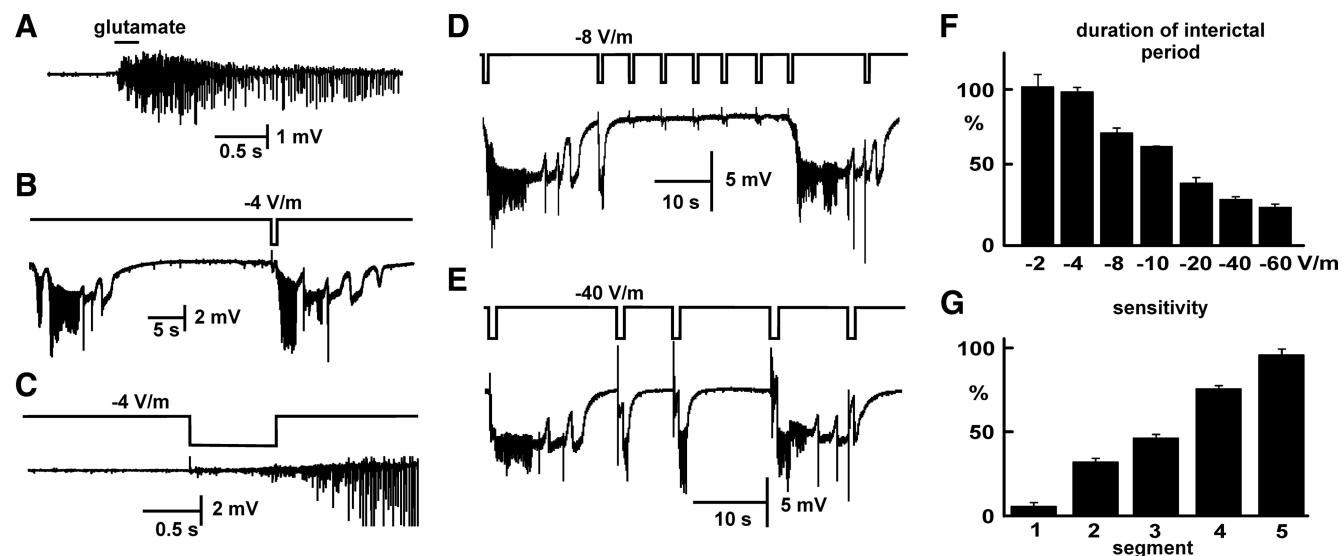 A
glutamate
1 mV
0.5 s
B
-4 V/m
5 s
2 mV
C
-4 V/m
2 mV
0.5 s
D
-8 V/m
5 mV
10 s
E
-40 V/m
5 mV
10 s
F
duration of interictal
period
100
%
50
0
-2 -4 -8 -10 -20 -40 -60 V/m
G
sensitivity
100
%
50
0
1 2 3 4 5
segment